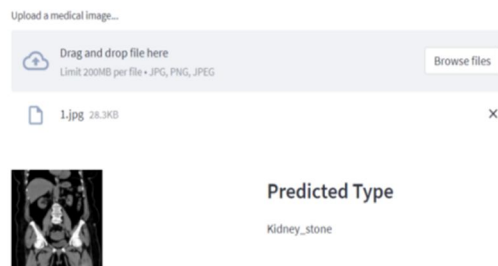 Upload a medical image...
Drag and drop file here
Limit 200MB per file • JPG, PNG, JPEG
Browse files
1.jpg 28.3KB
Predicted Type
Kidney_stone